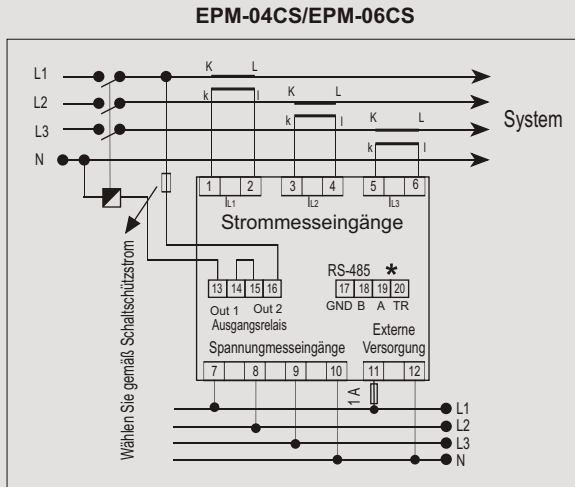 EPM-04CS/EPM-06CS
L1 K L
L2 k l K L
L3 k l K L
N k l
System
1 2 3 4 5 6
IL1 IL2 IL3
Strommesseingänge
Wählen Sie gemäß Schaltschützstrom
RS-485 *
13 14 15 16 17 18 19 20
Out 1 Out 2 GND B A TR
Ausgangsrelais
Externe
Spannungmesseingänge Versorgung
7 8 9 10 11 12
1 A
L1
L2
L3
N